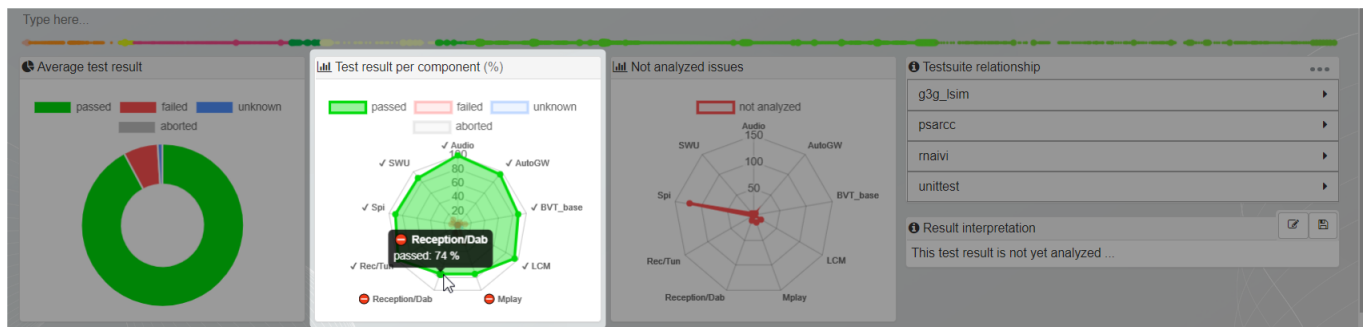 Type here...
Average test result
passed failed unknown
aborted
Test result per component (%)
passed failed unknown
aborted
✓ Audio
100
80
60
40
20
✓ SWU
✓ AutoGW
✓ Spi
✓ BVT_base
Reception/Dab
passed: 74 %
✓ Rec/Tun
✓ LCM
Reception/Dab
Mplay
Not analyzed issues
not analyzed
Audio
150
100
50
SWU
AutoGW
Spi
BVT_base
Rec/Tun
LCM
Reception/Dab
Mplay
Testsuite relationship
g3g_lsim
psarcc
rnaivi
unittest
Result interpretation
This test result is not yet analyzed ...